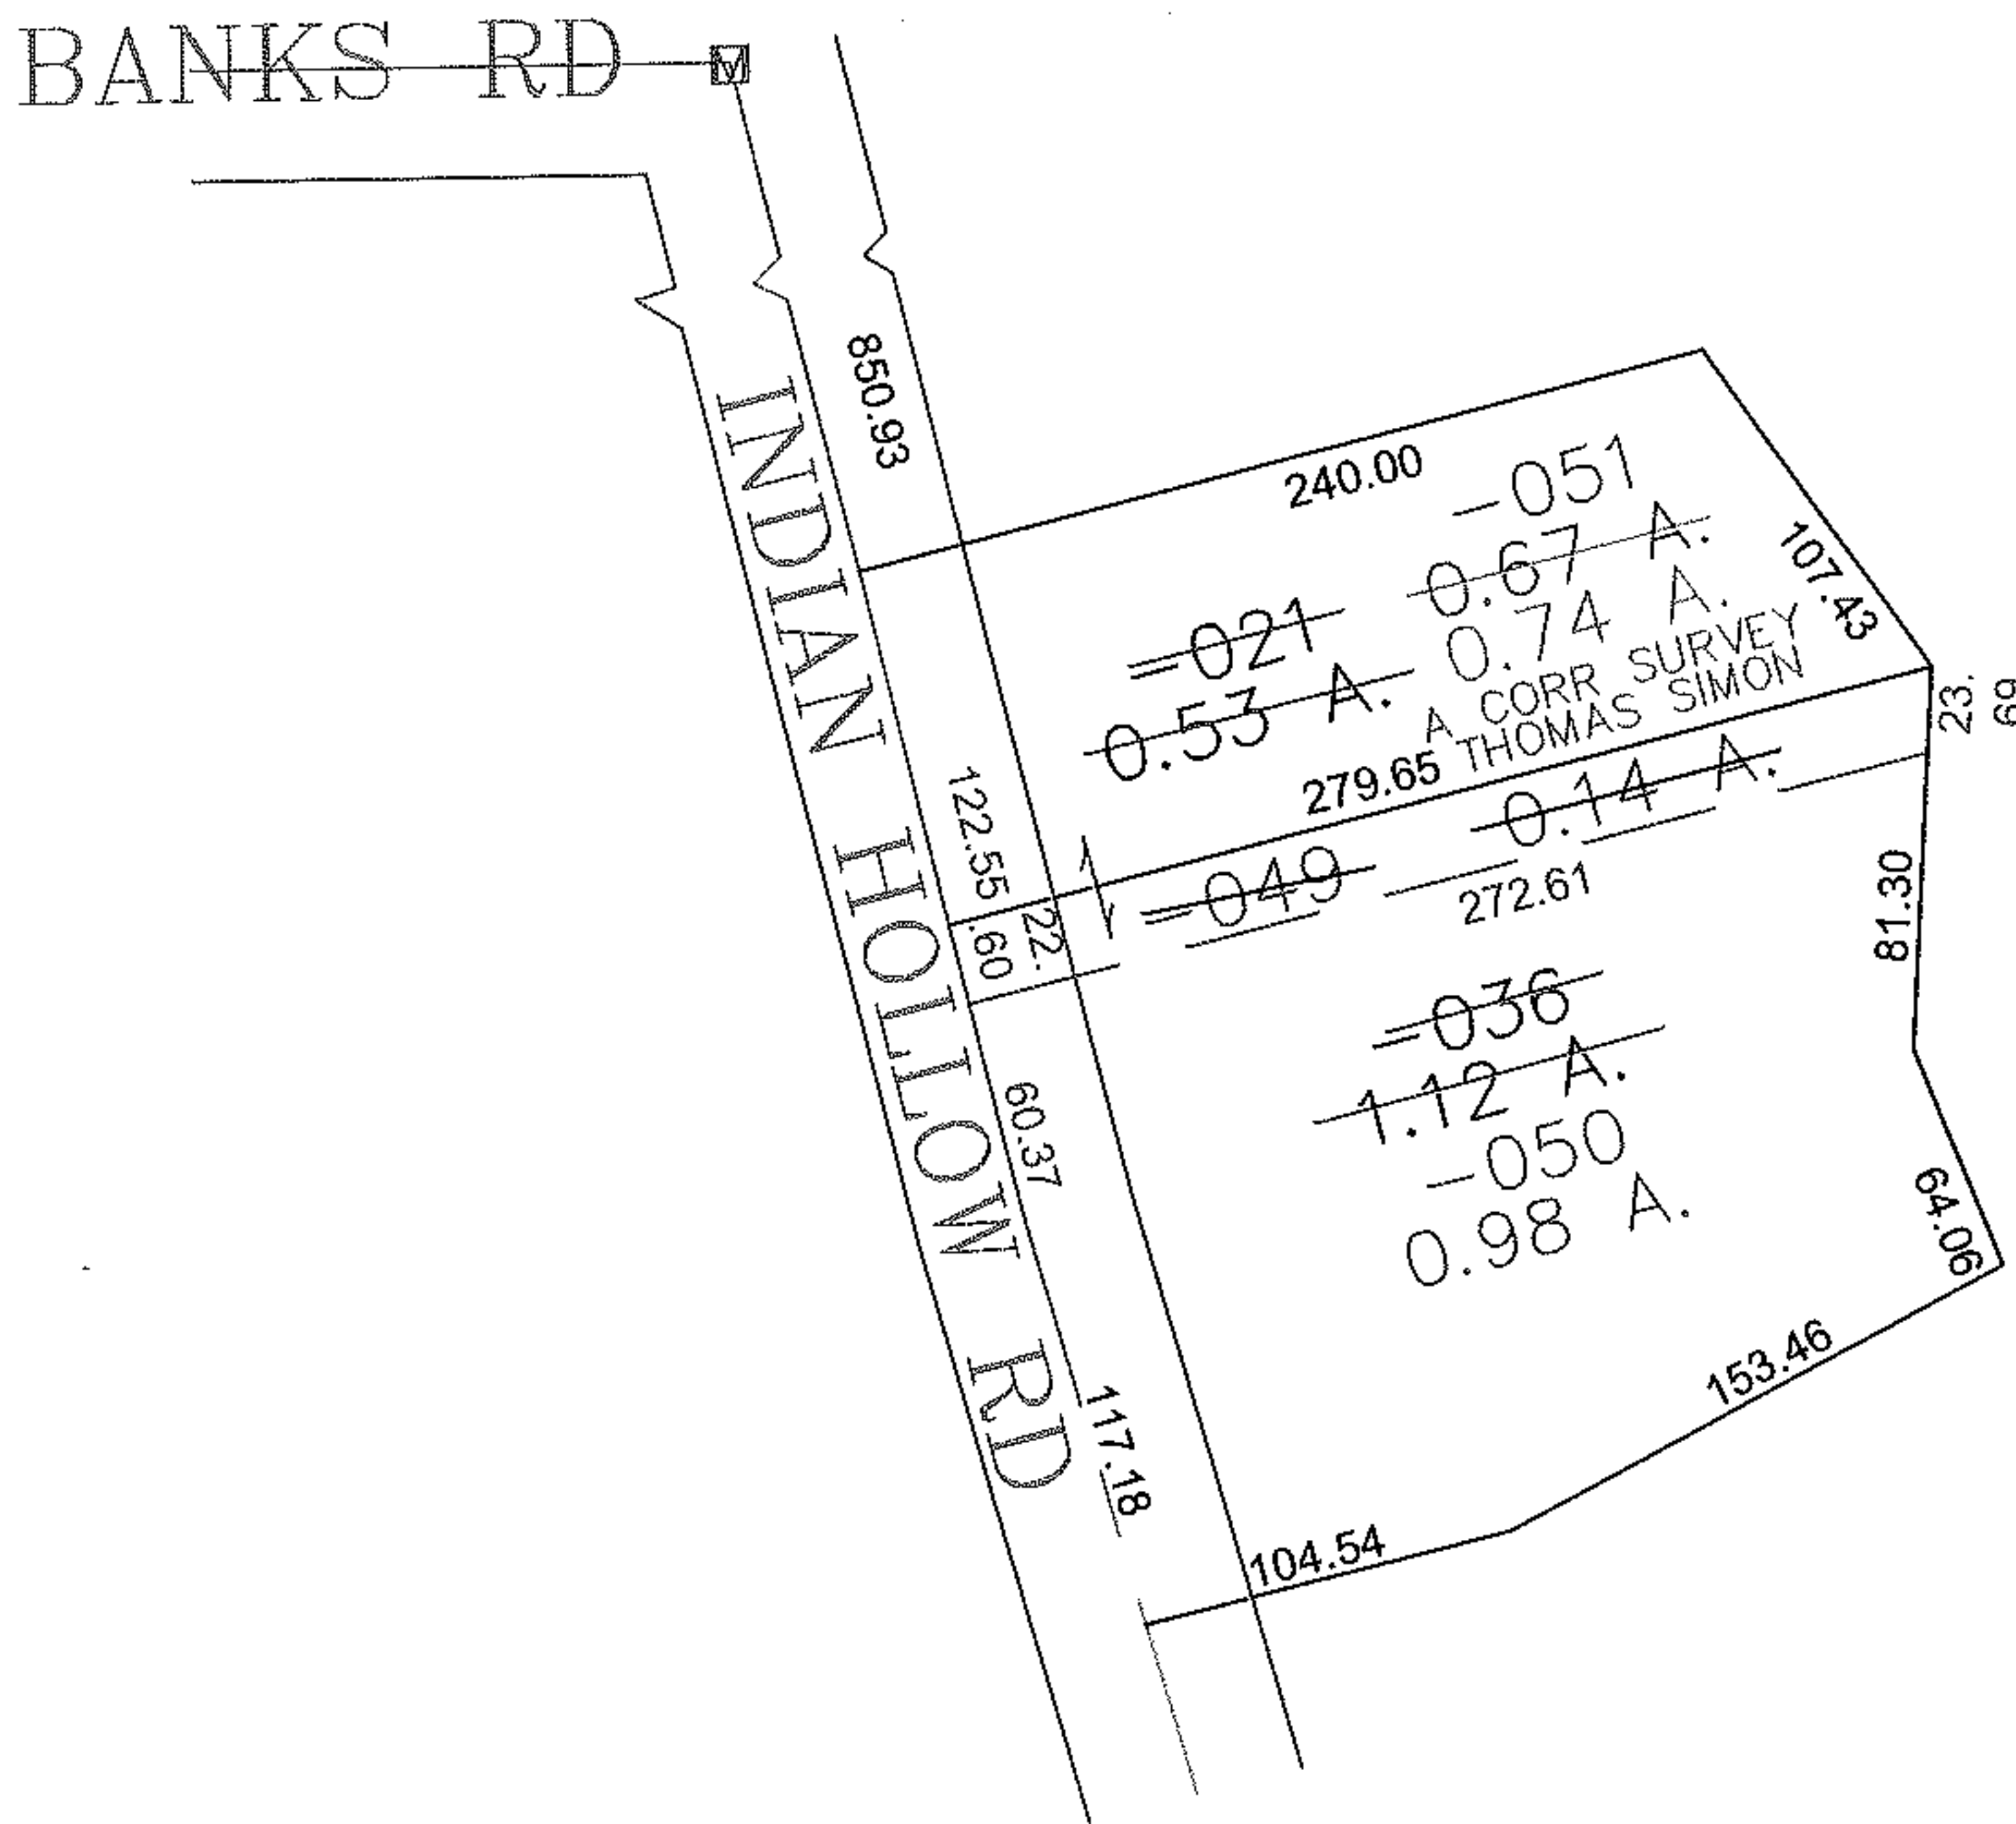 BANKS RD
INDIAN HOLLOW RD
850.93
240.00
107.43
-051
0.67 A.
0.74 A.
A CORR SURVEY
THOMAS SIMON
-021
0.53 A.
279.65
23.
69
122.55
22.
.60
-049
0.14 A.
272.61
81.30
-036
1.12 A.
-050
0.98 A.
60.37
64.06
117.18
153.46
104.54